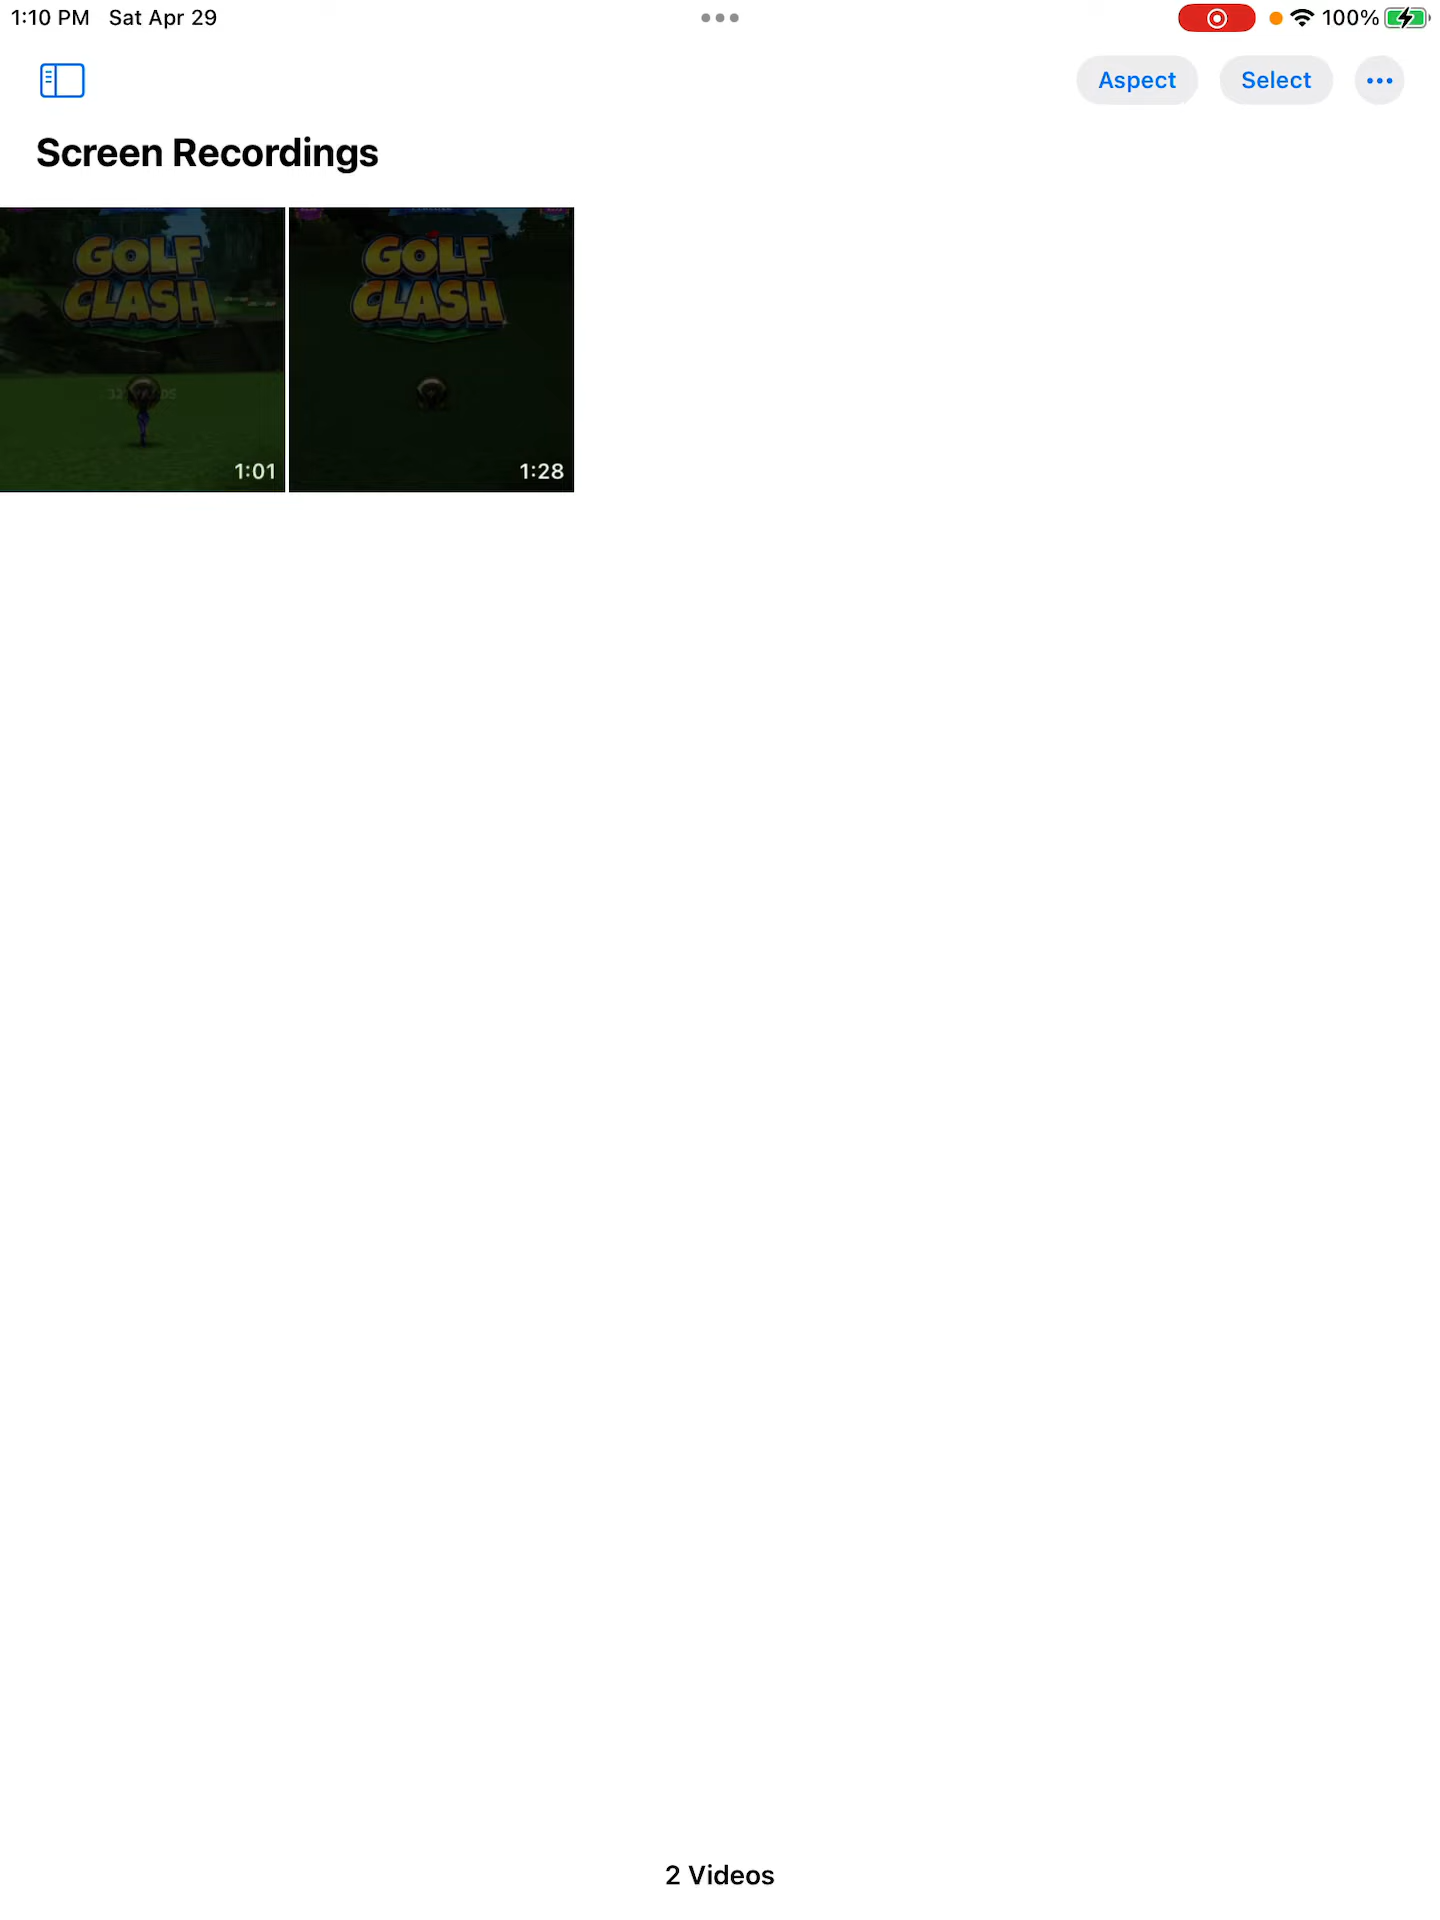 1:10 PM Sat Apr 29
100%
Aspect Select
Screen Recordings
GOLF CLASH
1:01
GOLF CLASH
1:28
2 Videos